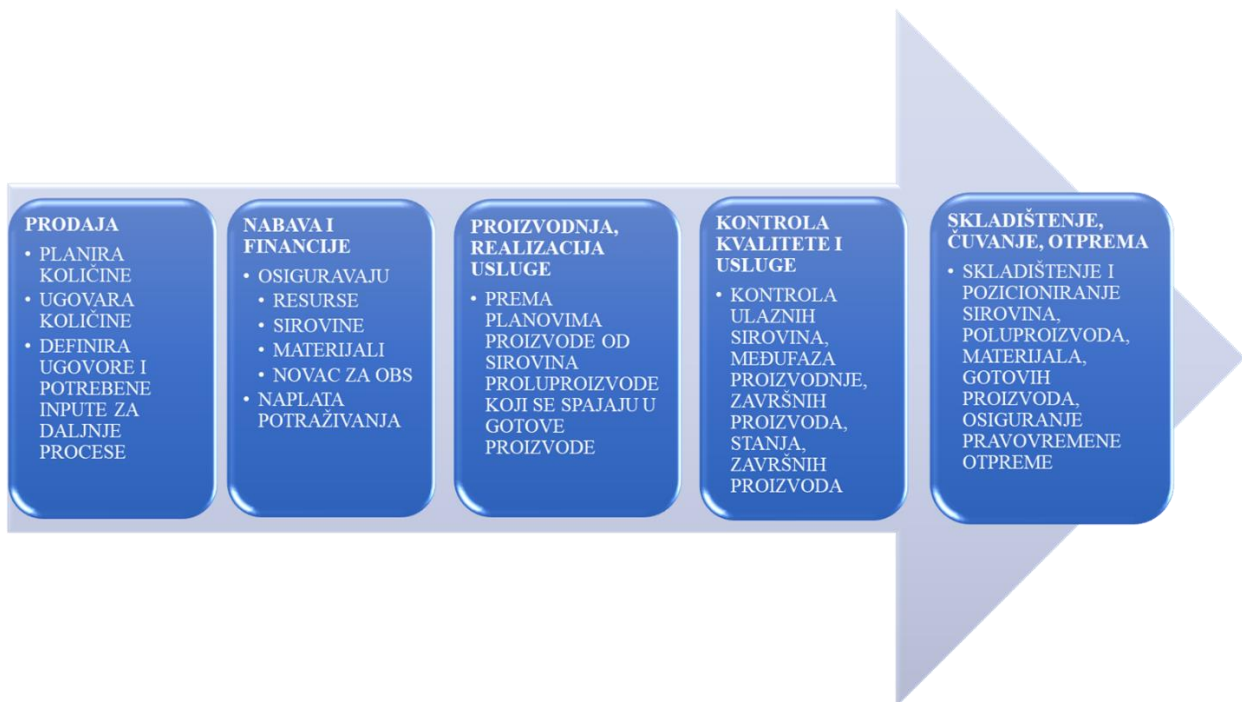 PRODAJA
• PLANIRA
KOLIČINE
• UGOVARA
KOLIČINE
• DEFINIRA
UGOVORE I
POTREBENE
INPUTE ZA
DALJNJE
PROCESE
NABAVA I
FINANCIJE
• OSIGURAVAJU
• RESURSE
• SIROVINE
• MATERIJALI
• NOVAC ZA OBS
• NAPLATA
POTRAŽIVANJA
PROIZVODNJA,
REALIZACIJA
USLUGE
• PREMA
PLANOVIMA
PROIZVODE OD
SIROVINA
PROLUPROIZVODE
KOJI SE SPAJAJU U
GOTOVE
PROIZVODE
KONTROLA
KVALITETE I
USLUGE
• KONTROLA
ULAZNIH
SIROVINA,
MEĐUFAZA
PROIZVODNJE,
ZAVRŠNIH
PROIZVODA,
STANJA,
ZAVRŠNIH
PROIZVODA
SKLADIŠTENJE,
ČUVANJE, OTPREMA
• SKLADIŠTENJE I
POZICIONIRANJE
SIROVINA,
POLUPROIZVODA,
MATERIJALA,
GOTOVIH
PROIZVODA,
OSIGURANJE
PRAVOVREMENE
OTPREME